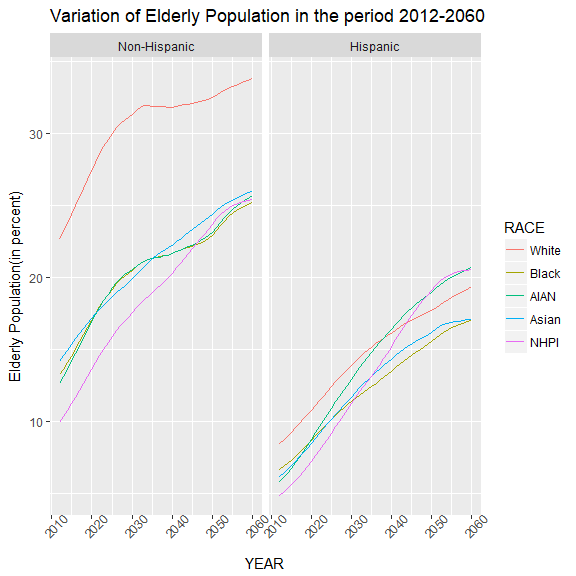 Variation of Elderly Population in the period 2012-2060
Non-Hispanic
Hispanic
Elderly Population(in percent)
30
20
10
2010
2020
2030
2040
2050
2060
2010
2020
2030
2040
2050
2060
YEAR
RACE
White
Black
AIAN
Asian
NHPI